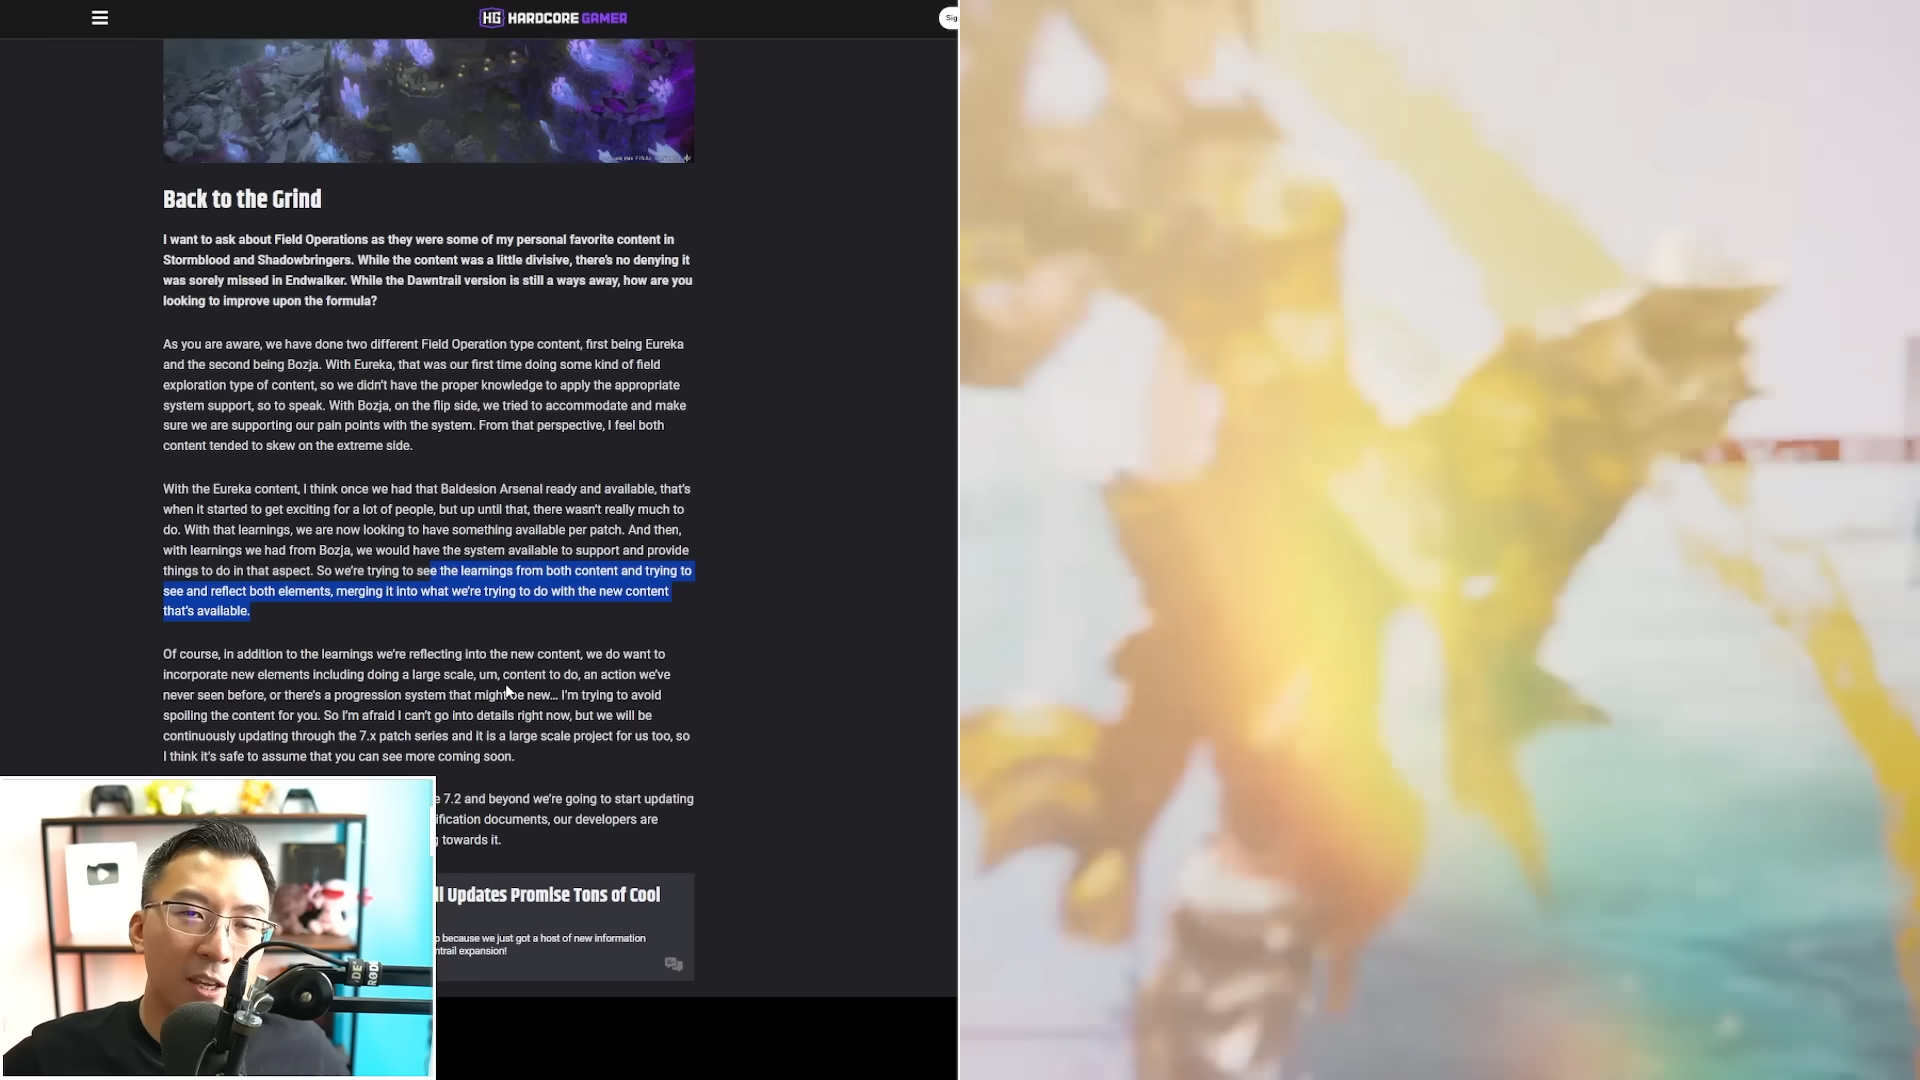 HG HARDCORE GAMER
Sig
Back to the Grind
I want to ask about Field Operations as they were some of my personal favorite content in
Stormblood and Shadowbringers. While the content was a little divisive, there's no denying it
was sorely missed in Endwalker. While the Dawntrail version is still a ways away, how are you
looking to improve upon the formula?
As you are aware, we have done two different Field Operation type content, first being Eureka
and the second being Bozja. With Eureka, that was our first time doing some kind of field
exploration type of content, so we didn't have the proper knowledge to apply the appropriate
system support, so to speak. With Bozja, on the flip side, we tried to accommodate and make
sure we are supporting our pain points with the system. From that perspective, I feel both
content tended to skew on the extreme side.
With the Eureka content, I think once we had that Baldesion Arsenal ready and available, that's
when it started to get exciting for a lot of people, but up until that, there wasn't really much to
do. With that learnings, we are now looking to have something available per patch. And then,
with learnings we had from Bozja, we would have the system available to support and provide
things to do in that aspect. So we're trying to see the learnings from both content and trying to
see and reflect both elements, merging it into what we're trying to do with the new content
that's available.
Of course, in addition to the learnings we're reflecting into the new content, we do want to
incorporate new elements including doing a large scale, um, content to do, an action we've
never seen before, or there's a progression system that might be new... I'm trying to avoid
spoiling the content for you. So I'm afraid I can't go into details right now, but we will be
continuously updating through the 7.x patch series and it is a large scale project for us too, so
I think it's safe to assume that you can see more coming soon.
e 7.2 and beyond we're going to start updating
ification documents, our developers are
g towards it.
ll Updates Promise Tons of Cool
p because we just got a host of new information
ntrail expansion!
RØDE